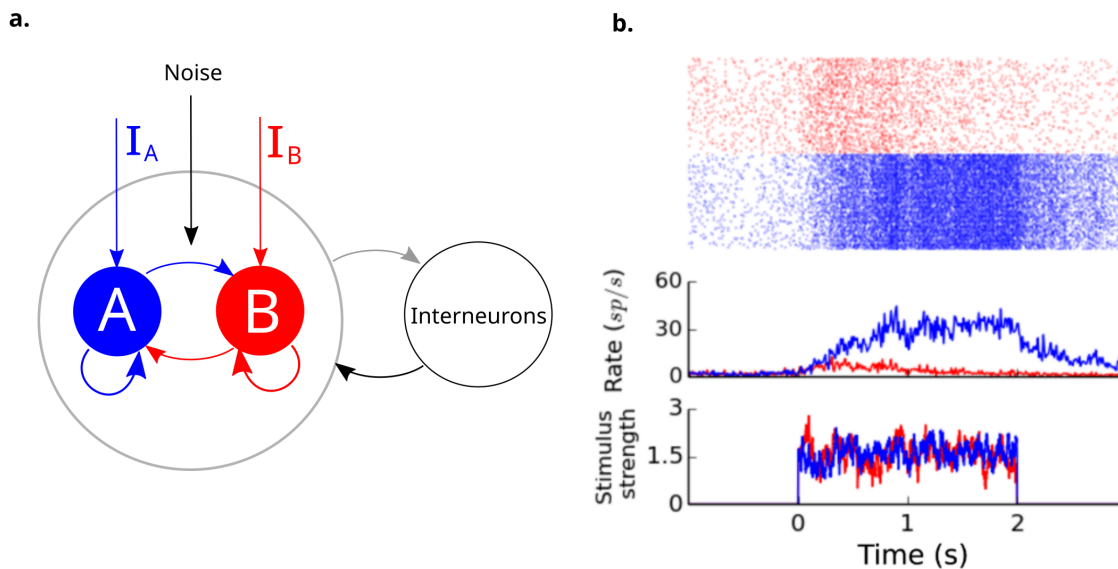 a.
Noise
I_A
I_B
A
B
Interneurons
b.
Rate (sp/s)
60
30
0
Stimulus
strength
3
1.5
0
0 1 2
Time (s)